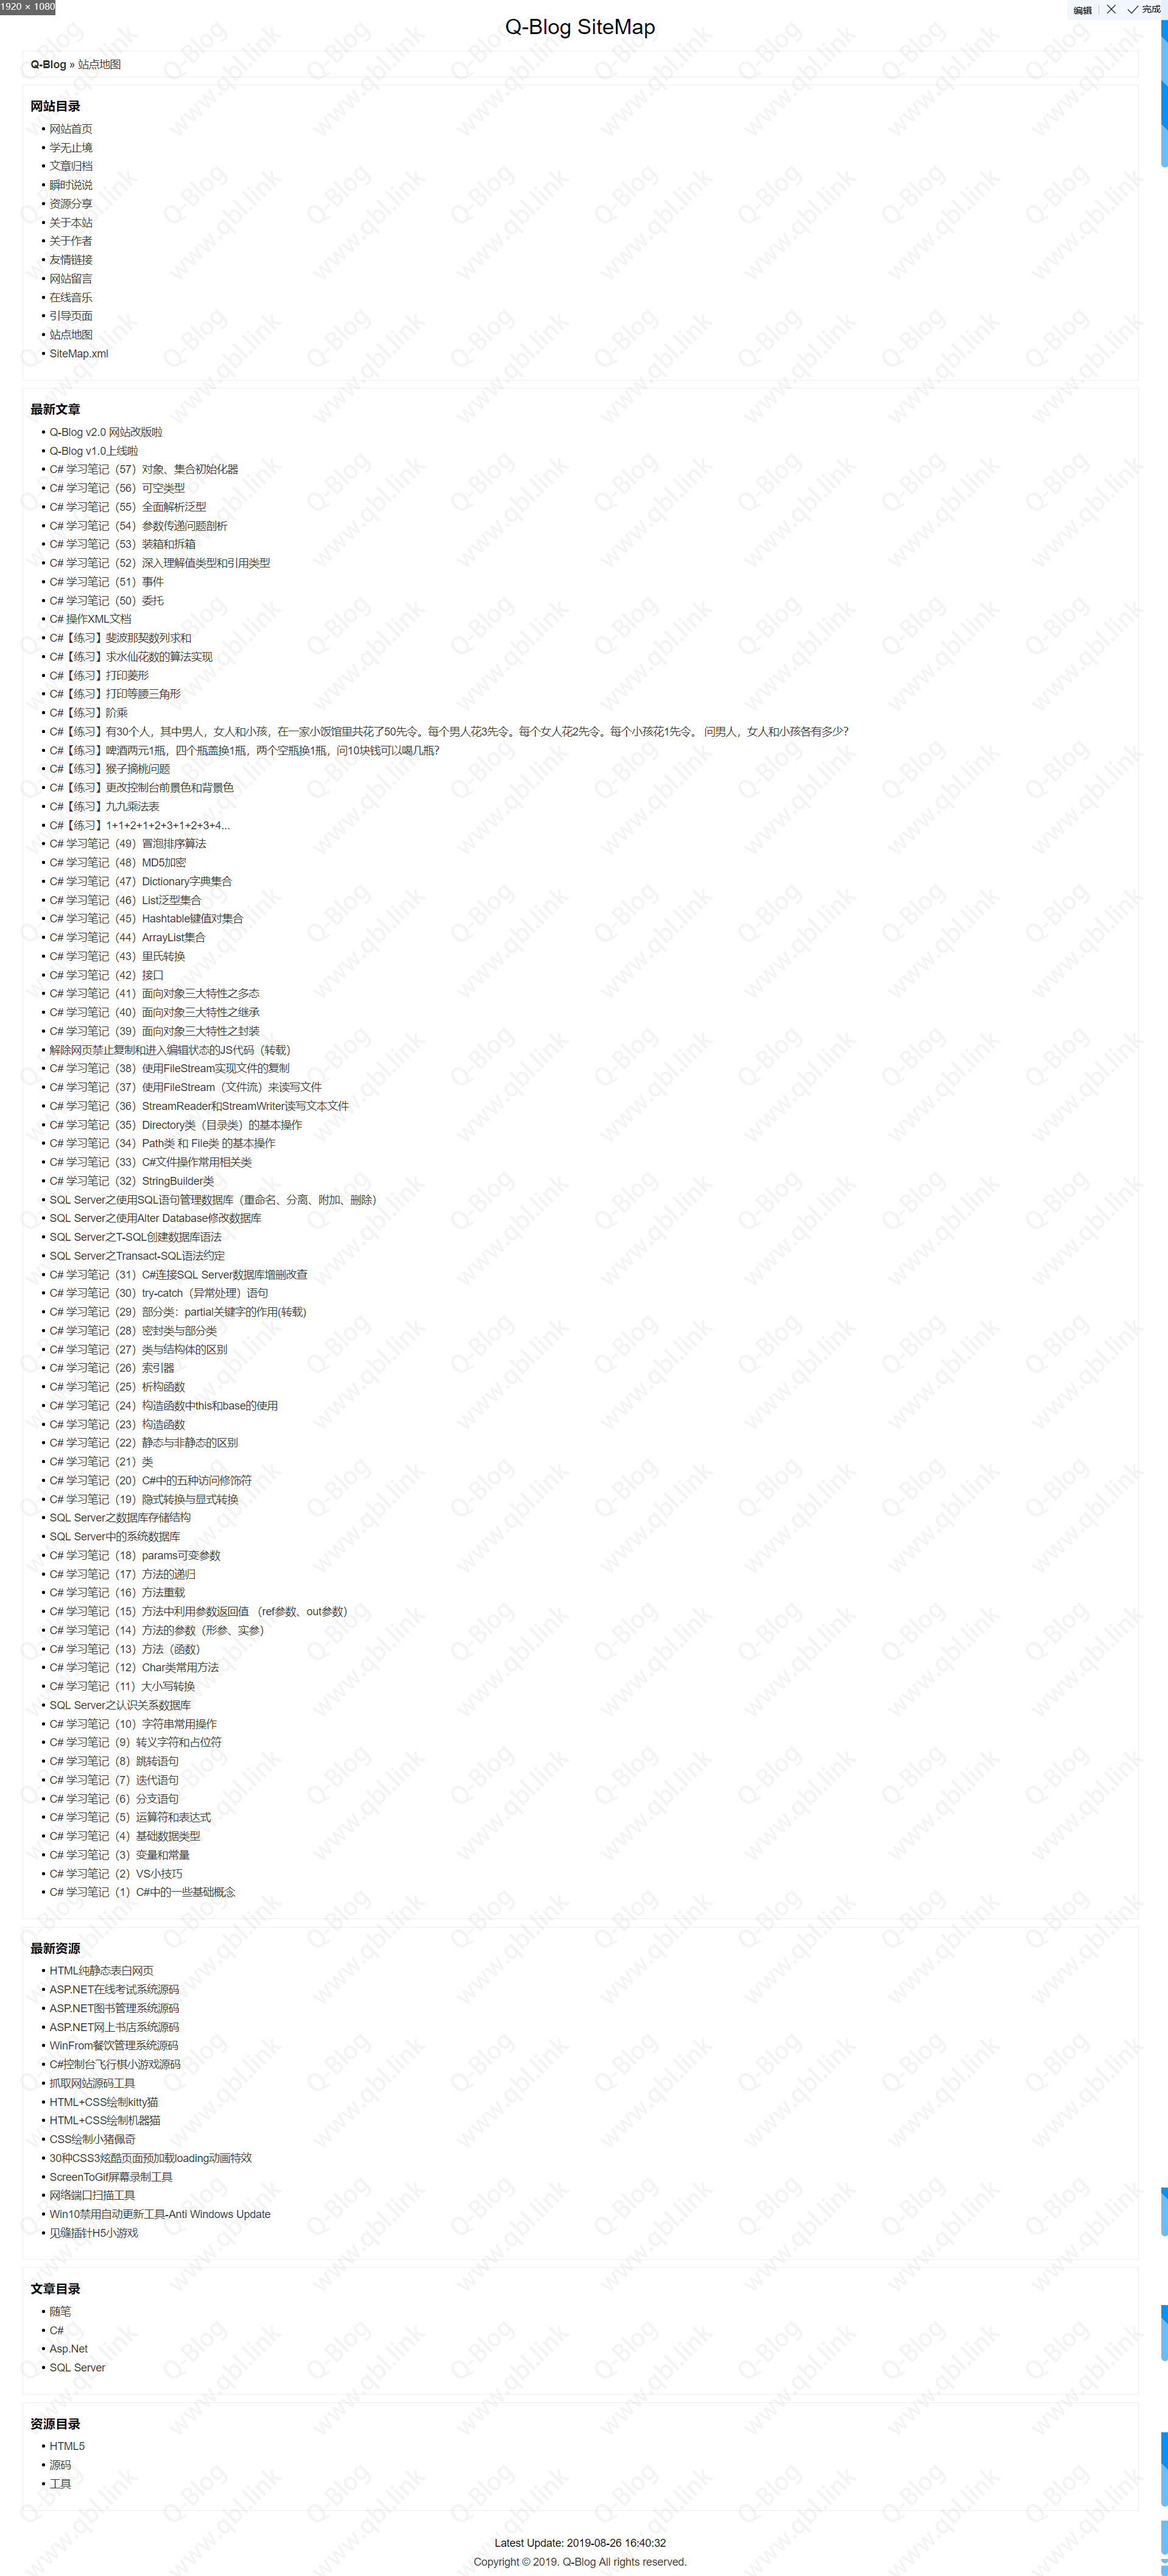 1920 × 1080
编辑
完成
Q-Blog SiteMap
Q-Blog » 站点地图
网站目录
网站首页
学无止境
文章归档
瞬时说说
资源分享
关于本站
关于作者
友情链接
网站留言
在线音乐
引导页面
站点地图
SiteMap.xml
最新文章
Q-Blog v2.0 网站改版啦
Q-Blog v1.0上线啦
C# 学习笔记（57）对象、集合初始化器
C# 学习笔记（56）可空类型
C# 学习笔记（55）全面解析泛型
C# 学习笔记（54）参数传递问题剖析
C# 学习笔记（53）装箱和拆箱
C# 学习笔记（52）深入理解值类型和引用类型
C# 学习笔记（51）事件
C# 学习笔记（50）委托
C# 操作XML文档
C#【练习】斐波那契数列求和
C#【练习】求水仙花数的算法实现
C#【练习】打印菱形
C#【练习】打印等腰三角形
C#【练习】阶乘
C#【练习】有30个人，其中男人，女人和小孩，在一家小饭馆里共花了50先令。每个男人花3先令。每个女人花2先令。每个小孩花1先令。 问男人，女人和小孩各有多少?
C#【练习】啤酒两元1瓶，四个瓶盖换1瓶，两个空瓶换1瓶，问10块钱可以喝几瓶?
C#【练习】猴子摘桃问题
C#【练习】更改控制台前景色和背景色
C#【练习】九九乘法表
C#【练习】1+1+2+1+2+3+1+2+3+4...
C# 学习笔记（49）冒泡排序算法
C# 学习笔记（48）MD5加密
C# 学习笔记（47）Dictionary字典集合
C# 学习笔记（46）List泛型集合
C# 学习笔记（45）Hashtable键值对集合
C# 学习笔记（44）ArrayList集合
C# 学习笔记（43）里氏转换
C# 学习笔记（42）接口
C# 学习笔记（41）面向对象三大特性之多态
C# 学习笔记（40）面向对象三大特性之继承
C# 学习笔记（39）面向对象三大特性之封装
解除网页禁止复制和进入编辑状态的JS代码（转载）
C# 学习笔记（38）使用FileStream实现文件的复制
C# 学习笔记（37）使用FileStream（文件流）来读写文件
C# 学习笔记（36）StreamReader和StreamWriter读写文本文件
C# 学习笔记（35）Directory类（目录类）的基本操作
C# 学习笔记（34）Path类 和 File类 的基本操作
C# 学习笔记（33）C#文件操作常用相关类
C# 学习笔记（32）StringBuilder类
SQL Server之使用SQL语句管理数据库（重命名、分离、附加、删除）
SQL Server之使用Alter Database修改数据库
SQL Server之T-SQL创建数据库语法
SQL Server之Transact-SQL语法约定
C# 学习笔记（31）C#连接SQL Server数据库增删改查
C# 学习笔记（30）try-catch（异常处理）语句
C# 学习笔记（29）部分类：partial关键字的作用(转载)
C# 学习笔记（28）密封类与部分类
C# 学习笔记（27）类与结构体的区别
C# 学习笔记（26）索引器
C# 学习笔记（25）析构函数
C# 学习笔记（24）构造函数中this和base的使用
C# 学习笔记（23）构造函数
C# 学习笔记（22）静态与非静态的区别
C# 学习笔记（21）类
C# 学习笔记（20）C#中的五种访问修饰符
C# 学习笔记（19）隐式转换与显式转换
SQL Server之数据库存储结构
SQL Server中的系统数据库
C# 学习笔记（18）params可变参数
C# 学习笔记（17）方法的递归
C# 学习笔记（16）方法重载
C# 学习笔记（15）方法中利用参数返回值 （ref参数、out参数）
C# 学习笔记（14）方法的参数（形参、实参）
C# 学习笔记（13）方法（函数）
C# 学习笔记（12）Char类常用方法
C# 学习笔记（11）大小写转换
SQL Server之认识关系数据库
C# 学习笔记（10）字符串常用操作
C# 学习笔记（9）转义字符和占位符
C# 学习笔记（8）跳转语句
C# 学习笔记（7）迭代语句
C# 学习笔记（6）分支语句
C# 学习笔记（5）运算符和表达式
C# 学习笔记（4）基础数据类型
C# 学习笔记（3）变量和常量
C# 学习笔记（2）VS小技巧
C# 学习笔记（1）C#中的一些基础概念
最新资源
HTML纯静态表白网页
ASP.NET在线考试系统源码
ASP.NET图书管理系统源码
ASP.NET网上书店系统源码
WinFrom餐饮管理系统源码
C#控制台飞行棋小游戏源码
抓取网站源码工具
HTML+CSS绘制kitty猫
HTML+CSS绘制机器猫
CSS绘制小猪佩奇
30种CSS3炫酷页面预加载loading动画特效
ScreenToGif屏幕录制工具
网络端口扫描工具
Win10禁用自动更新工具-Anti Windows Update
见缝插针H5小游戏
文章目录
随笔
C#
Asp.Net
SQL Server
资源目录
HTML5
源码
工具
Latest Update: 2019-08-26 16:40:32
Copyright © 2019. Q-Blog All rights reserved.
Q-Blog
www.qbl.link